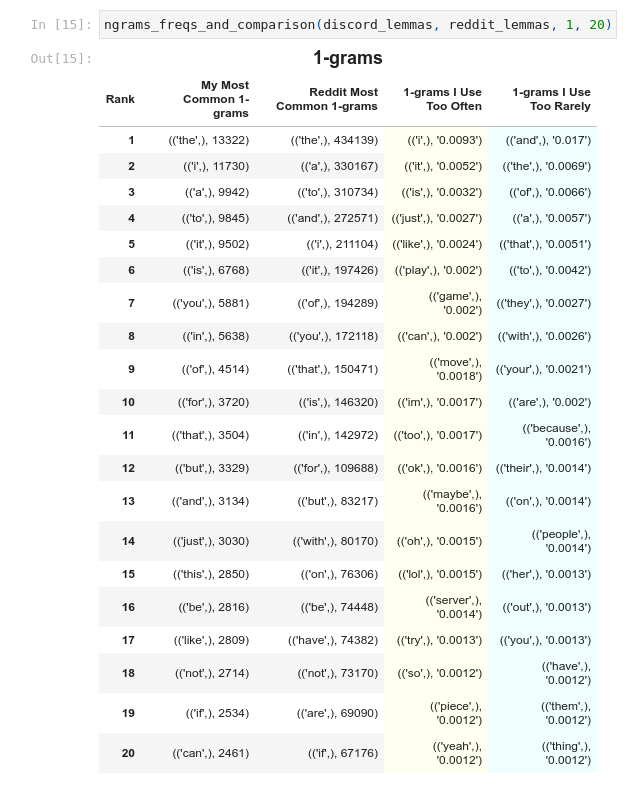 In [15]: ngrams_freqs_and_comparison(discord_lemmas, reddit_lemmas, 1, 20)
Out[15]: 1-grams
Rank My Most Common 1-grams Reddit Most Common 1-grams 1-grams I Use Too Often 1-grams I Use Too Rarely
1 (('the',), 13322) (('the',), 434139) (('i',), '0.0093') (('and',), '0.017')
2 (('i',), 11730) (('a',), 330167) (('it',), '0.0052') (('the',), '0.0069')
3 (('a',), 9942) (('to',), 310734) (('is',), '0.0032') (('of',), '0.0066')
4 (('to',), 9845) (('and',), 272571) (('just',), '0.0027') (('a',), '0.0057')
5 (('it',), 9502) (('i',), 211104) (('like',), '0.0024') (('that',), '0.0051')
6 (('is',), 6768) (('it',), 197426) (('play',), '0.002') (('to',), '0.0042')
7 (('you',), 5881) (('of',), 194289) (('game',), '0.002') (('they',), '0.0027')
8 (('in',), 5638) (('you',), 172118) (('can',), '0.002') (('with',), '0.0026')
9 (('of',), 4514) (('that',), 150471) (('move',), '0.0018') (('your',), '0.0021')
10 (('for',), 3720) (('is',), 146320) (('im',), '0.0017') (('are',), '0.002')
11 (('that',), 3504) (('in',), 142972) (('too',), '0.0017') (('because',), '0.0016')
12 (('but',), 3329) (('for',), 109688) (('ok',), '0.0016') (('their',), '0.0014')
13 (('and',), 3134) (('but',), 83217) (('maybe',), '0.0016') (('on',), '0.0014')
14 (('just',), 3030) (('with',), 80170) (('oh',), '0.0015') (('people',), '0.0014')
15 (('this',), 2850) (('on',), 76306) (('lol',), '0.0015') (('her',), '0.0013')
16 (('be',), 2816) (('be',), 74448) (('server',), '0.0014') (('out',), '0.0013')
17 (('like',), 2809) (('have',), 74382) (('try',), '0.0013') (('you',), '0.0013')
18 (('not',), 2714) (('not',), 73170) (('so',), '0.0012') (('have',), '0.0012')
19 (('if',), 2534) (('are',), 69090) (('piece',), '0.0012') (('them',), '0.0012')
20 (('can',), 2461) (('if',), 67176) (('yeah',), '0.0012') (('thing',), '0.0012')